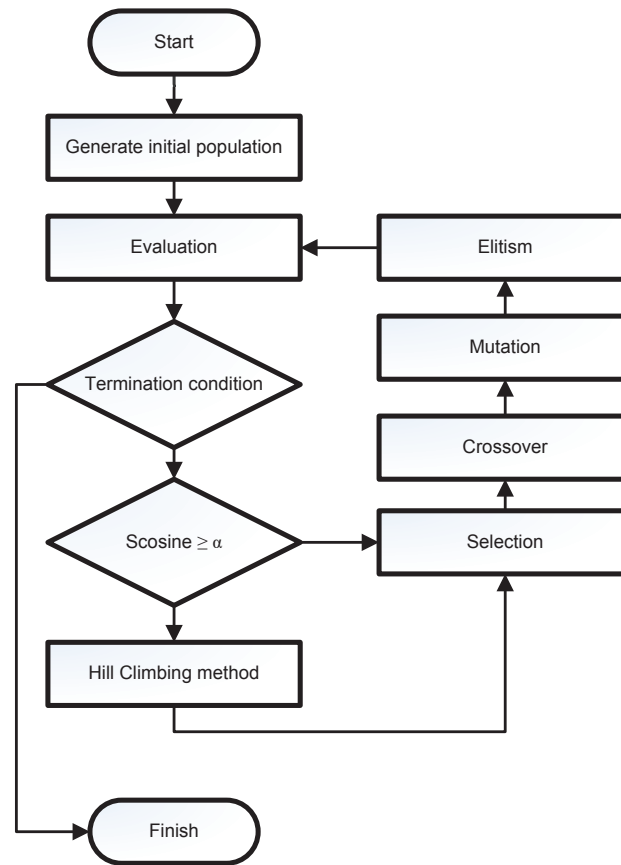 Start
Generate initial population
Evaluation
Elitism
Termination condition
Mutation
Crossover
Scosine ≥ α
Selection
Hill Climbing method
Finish